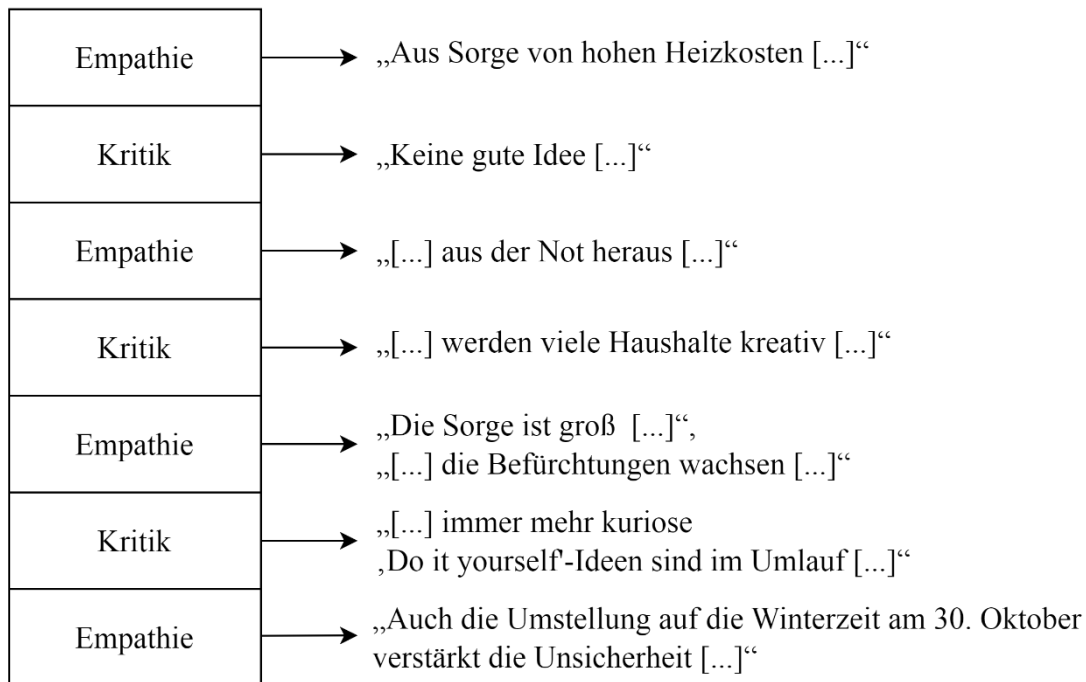 Empathie
„Aus Sorge von hohen Heizkosten [...]“
Kritik
„Keine gute Idee [...]“
Empathie
„[...] aus der Not heraus [...]“
Kritik
„[...] werden viele Haushalte kreativ [...]“
Empathie
„Die Sorge ist groß [...]“,
„[...] die Befürchtungen wachsen [...]“
Kritik
„[...] immer mehr kuriose
‚Do it yourself'-Ideen sind im Umlauf [...]“
Empathie
„Auch die Umstellung auf die Winterzeit am 30. Oktober
verstärkt die Unsicherheit [...]“